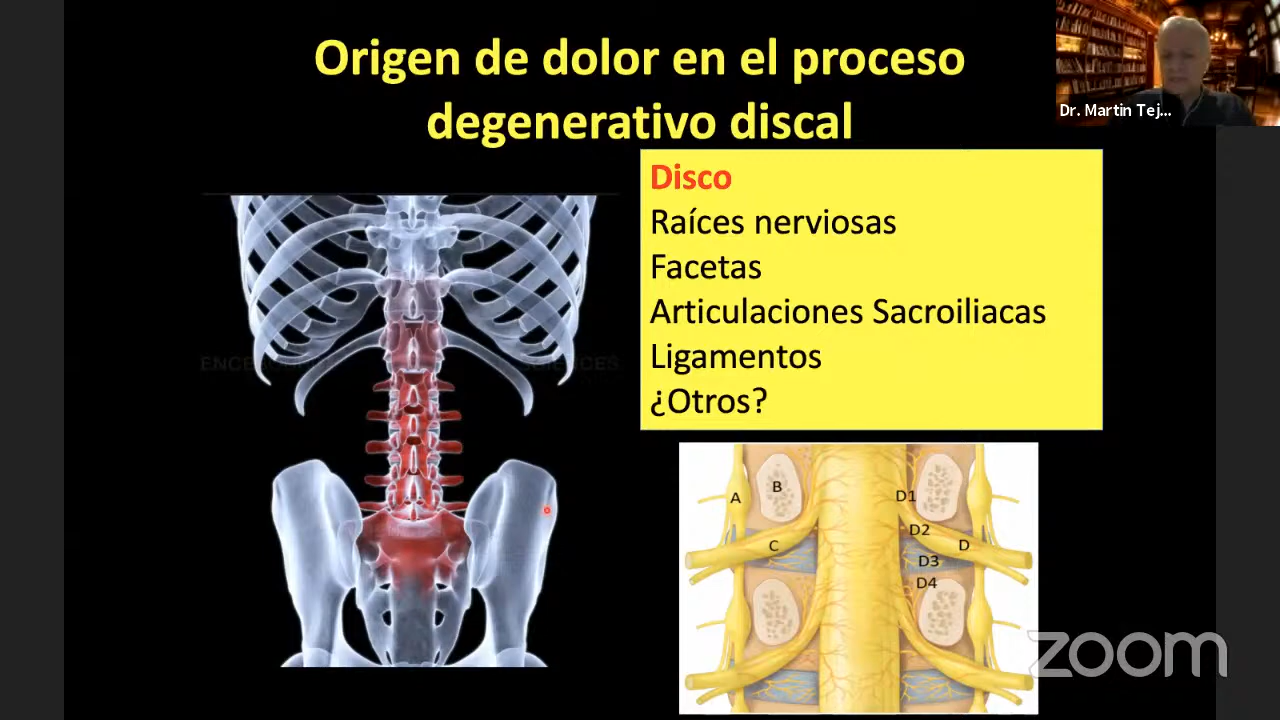 Origen de dolor en el proceso
degenerativo discal
Dr. Martin Tej...
Disco
Raíces nerviosas
Facetas
Articulaciones Sacroiliacas
Ligamentos
¿Otros?
A
B
C
D1
D2
D
D3
D4
zoom